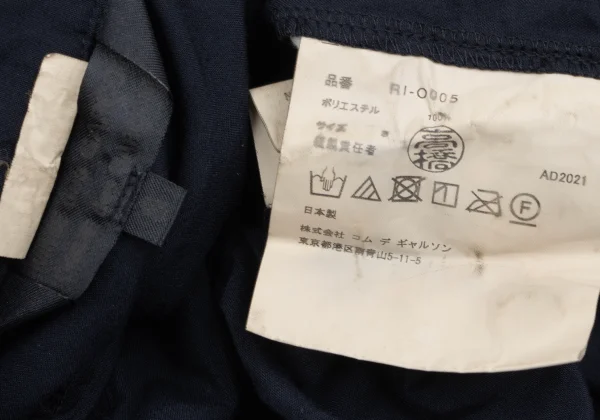 品番 RI-O005
ポリエステル 100%
サイズ
縫製責任者 高橋
AD2021
F
日本製
株式会社 コム デ ギャルソン
東京都港区南青山5-11-5